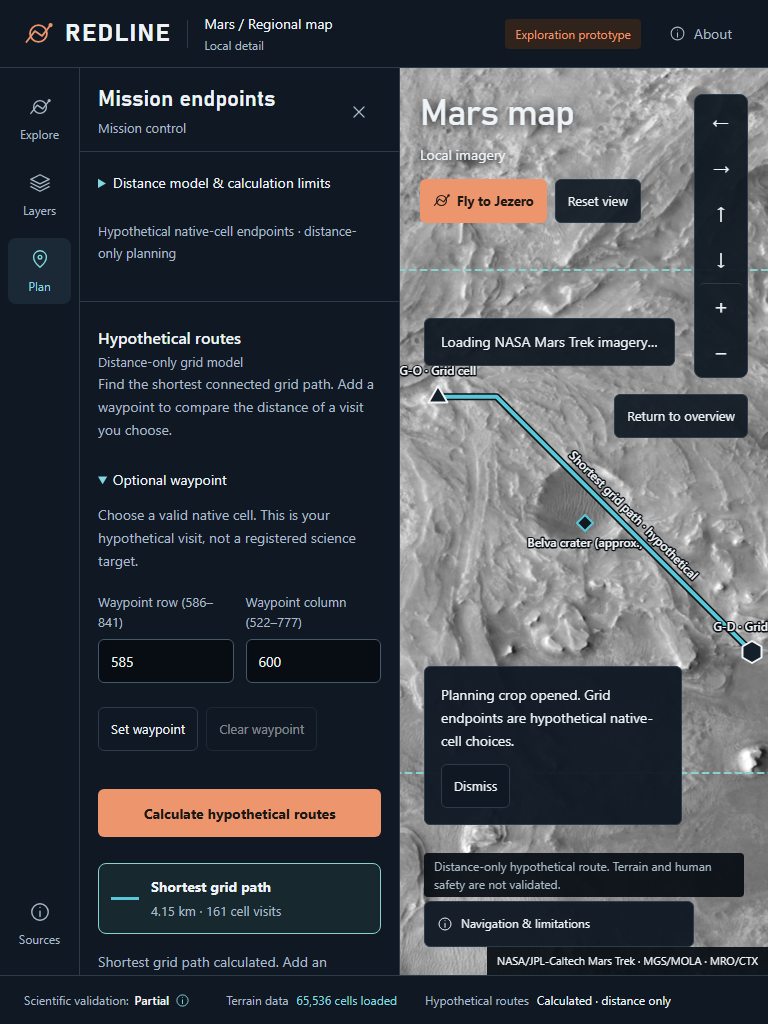 REDLINE
Mars / Regional map
Local detail
Exploration prototype
About
Explore
Layers
Plan
Sources
Mission endpoints
Mission control
Distance model & calculation limits
Hypothetical native-cell endpoints · distance-
only planning
Hypothetical routes
Distance-only grid model
Find the shortest connected grid path. Add a
waypoint to compare the distance of a visit
you choose.
Optional waypoint
Choose a valid native cell. This is your
hypothetical visit, not a registered science
target.
Waypoint row (586–
841)
Waypoint column
(522–777)
585
600
Set waypoint
Clear waypoint
Calculate hypothetical routes
Shortest grid path
4.15 km · 161 cell visits
Shortest grid path calculated. Add an
Mars map
Local imagery
Fly to Jezero
Reset view
Loading NASA Mars Trek imagery...
G-O · Grid cell
Return to overview
Shortest grid path · hypothetical
Belva crater (approx.)
G-D · Grid
Planning crop opened. Grid
endpoints are hypothetical native-
cell choices.
Dismiss
Distance-only hypothetical route. Terrain and human
safety are not validated.
Navigation & limitations
NASA/JPL-Caltech Mars Trek · MGS/MOLA · MRO/CTX
Scientific validation: Partial
Terrain data 65,536 cells loaded
Hypothetical routes Calculated · distance only